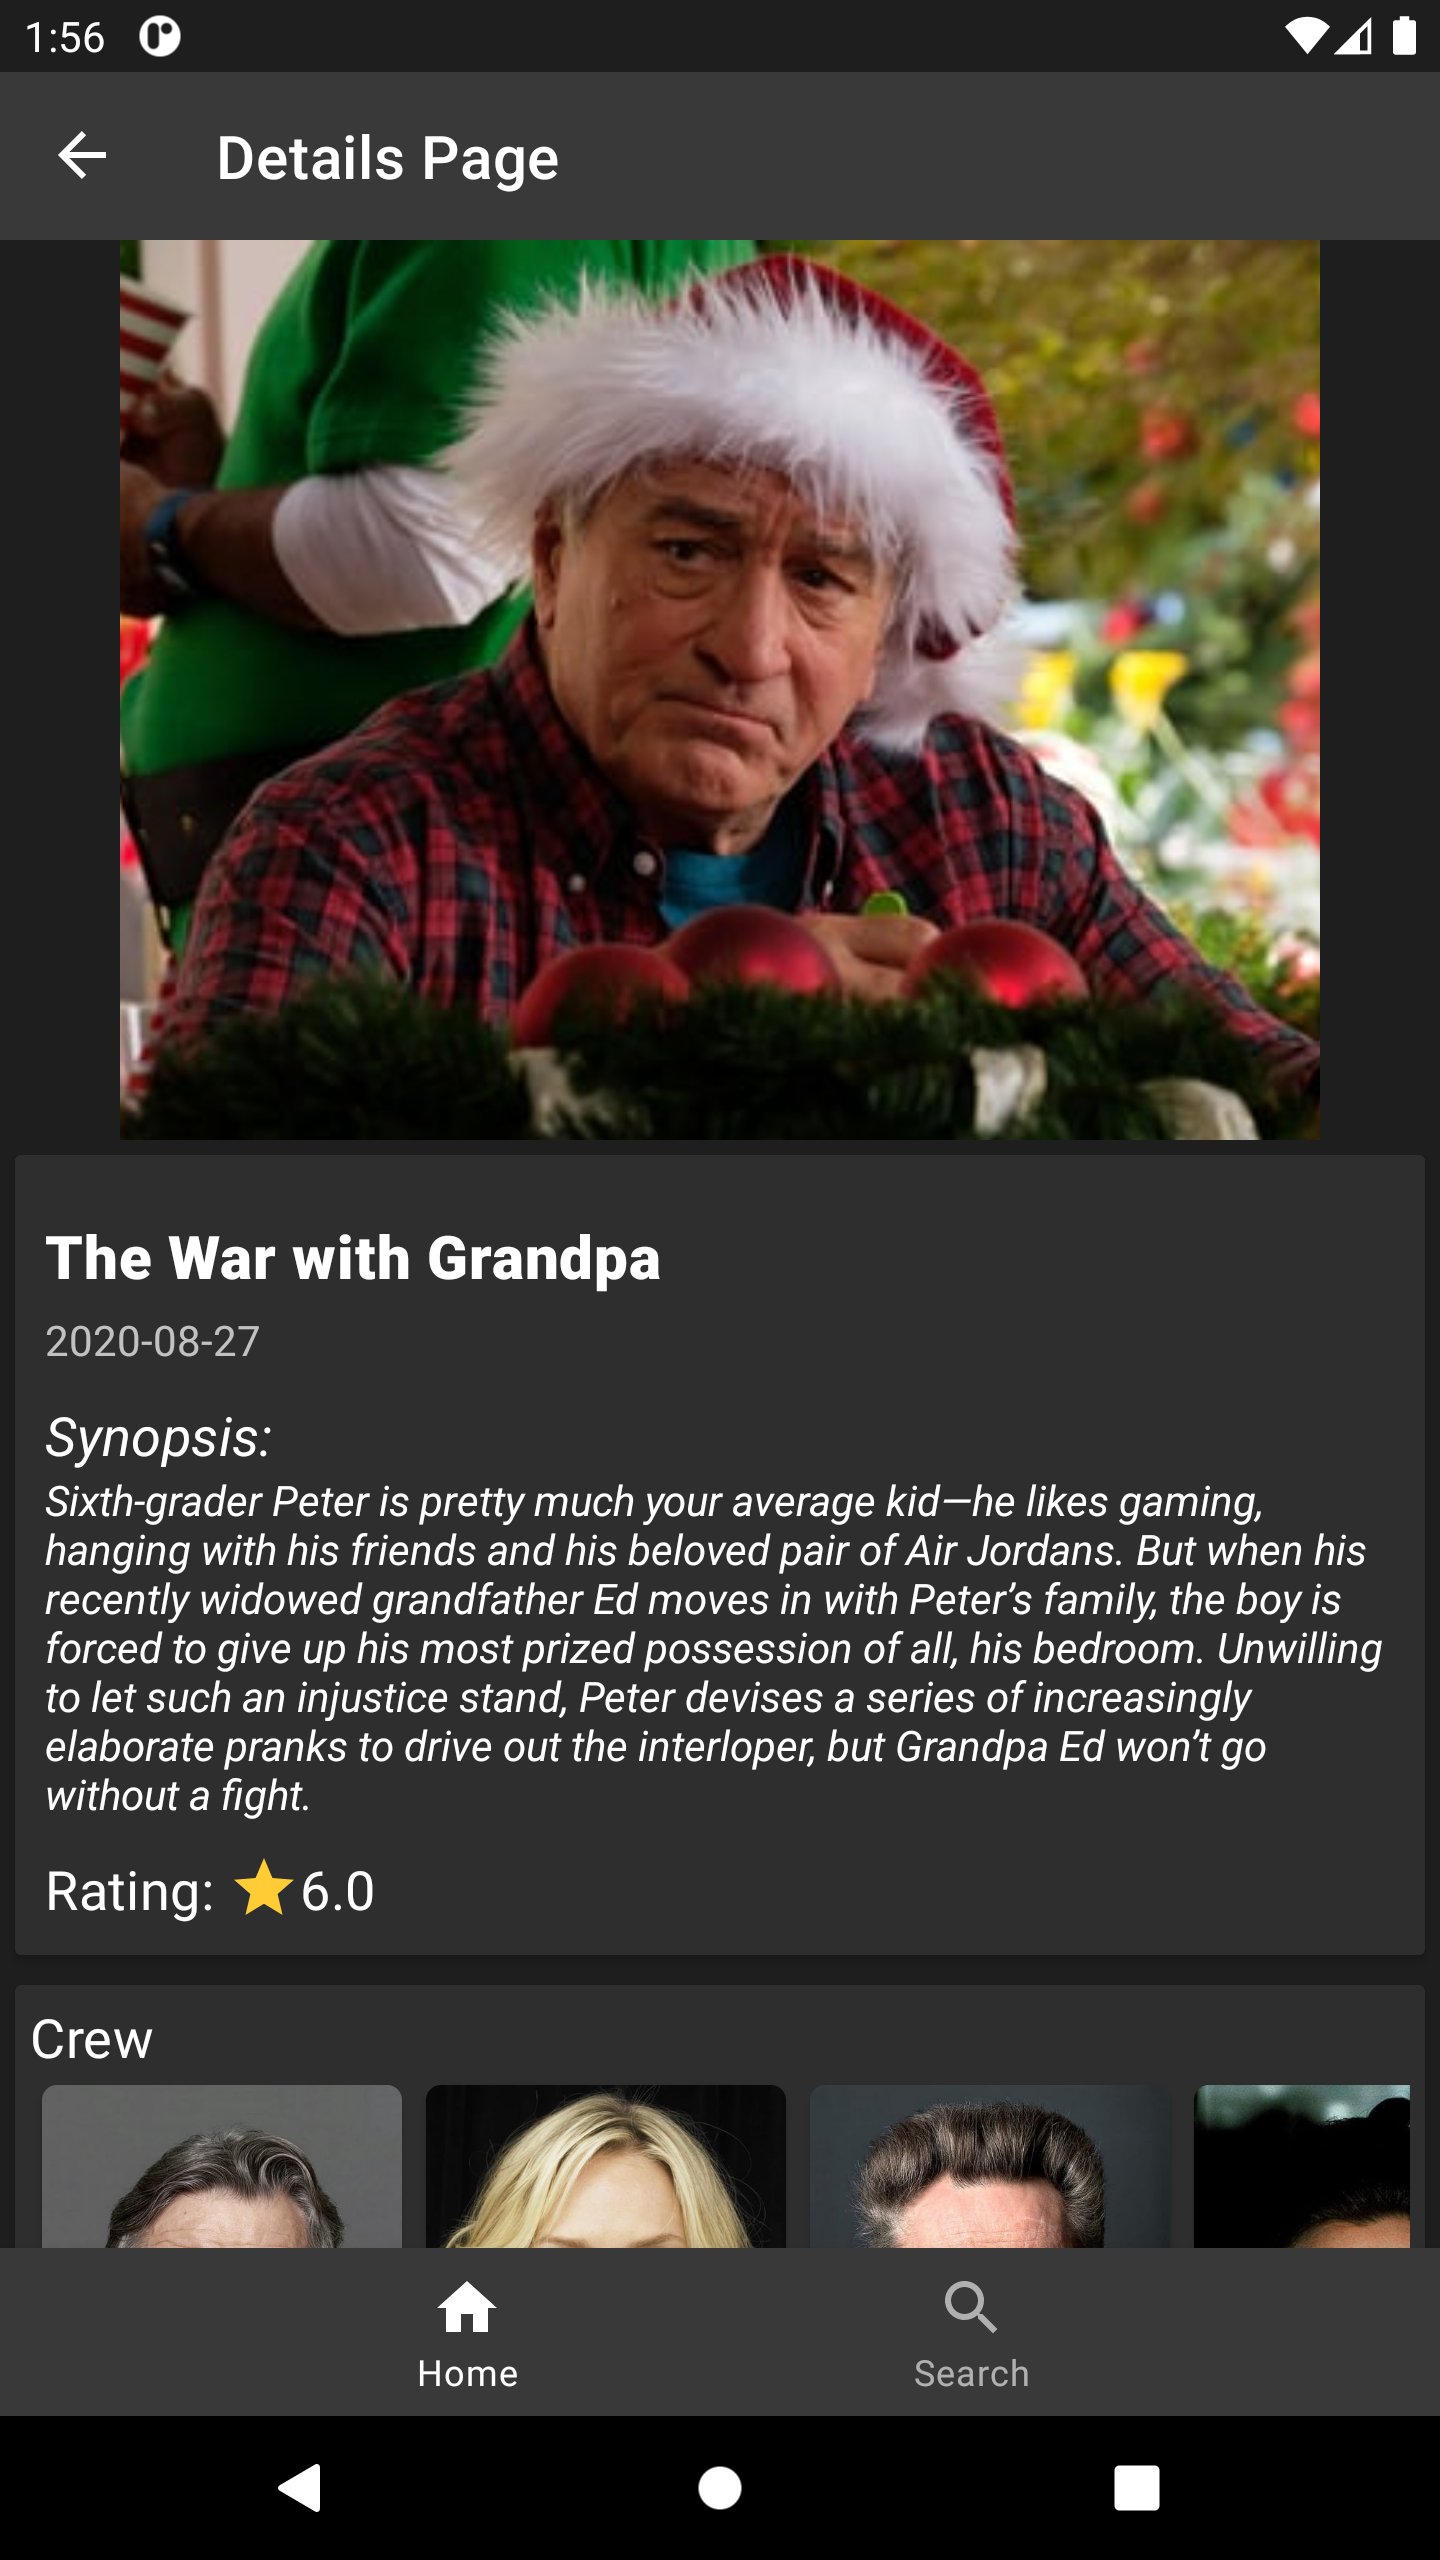 1:56
Details Page
The War with Grandpa
2020-08-27
Synopsis:
Sixth-grader Peter is pretty much your average kid—he likes gaming,
hanging with his friends and his beloved pair of Air Jordans. But when his
recently widowed grandfather Ed moves in with Peter’s family, the boy is
forced to give up his most prized possession of all, his bedroom. Unwilling
to let such an injustice stand, Peter devises a series of increasingly
elaborate pranks to drive out the interloper, but Grandpa Ed won’t go
without a fight.
Rating: ⭐6.0
Crew
Home
Search